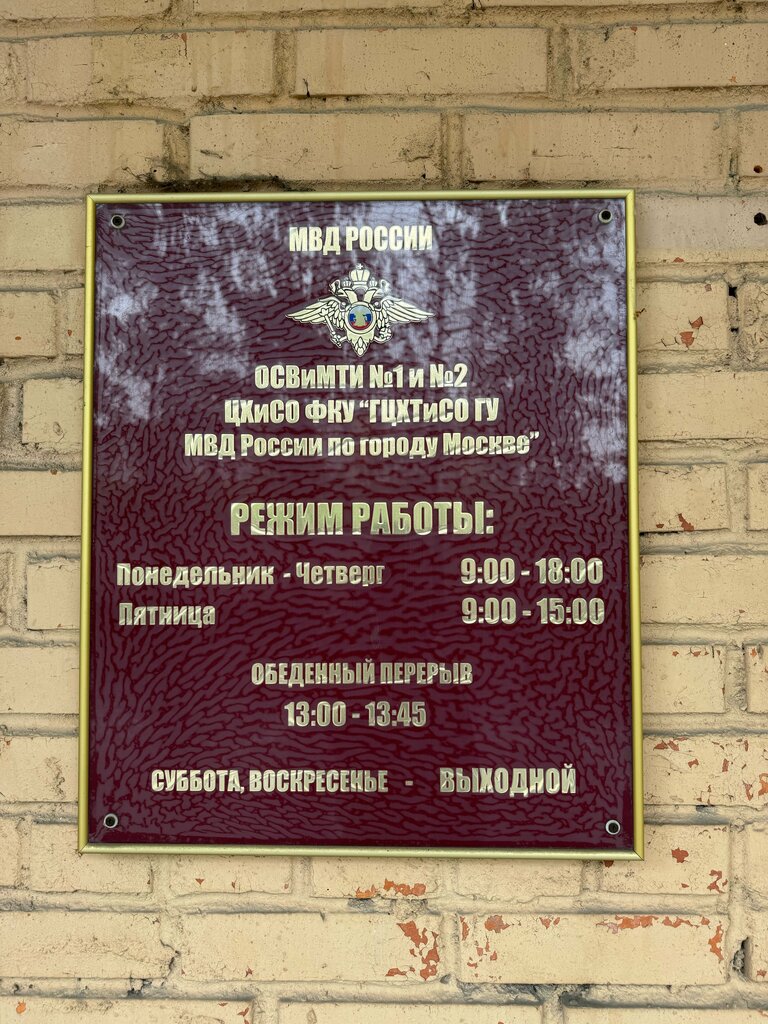 МВД РОССИИ
ОСВиМТИ №1 и №2
ЦХиСО ФКУ "ГЦХТиСО ГУ
МВД России по городу Москве"
РЕЖИМ РАБОТЫ:
Понедельник - Четверг 9:00 - 18:00
Пятница 9:00 - 15:00
ОБЕДЕННЫЙ ПЕРЕРЫВ
13:00 - 13:45
СУББОТА, ВОСКРЕСЕНЬЕ - ВЫХОДНОЙ